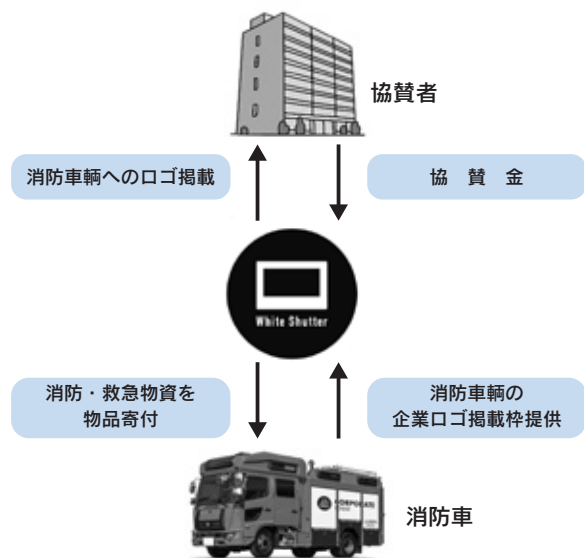 協賛者
消防車輌へのロゴ掲載
協 賛 金
White Shutter
消防・救急物資を
物品寄付
消防車輌の
企業ロゴ掲載枠提供
CORPORATE
消防車